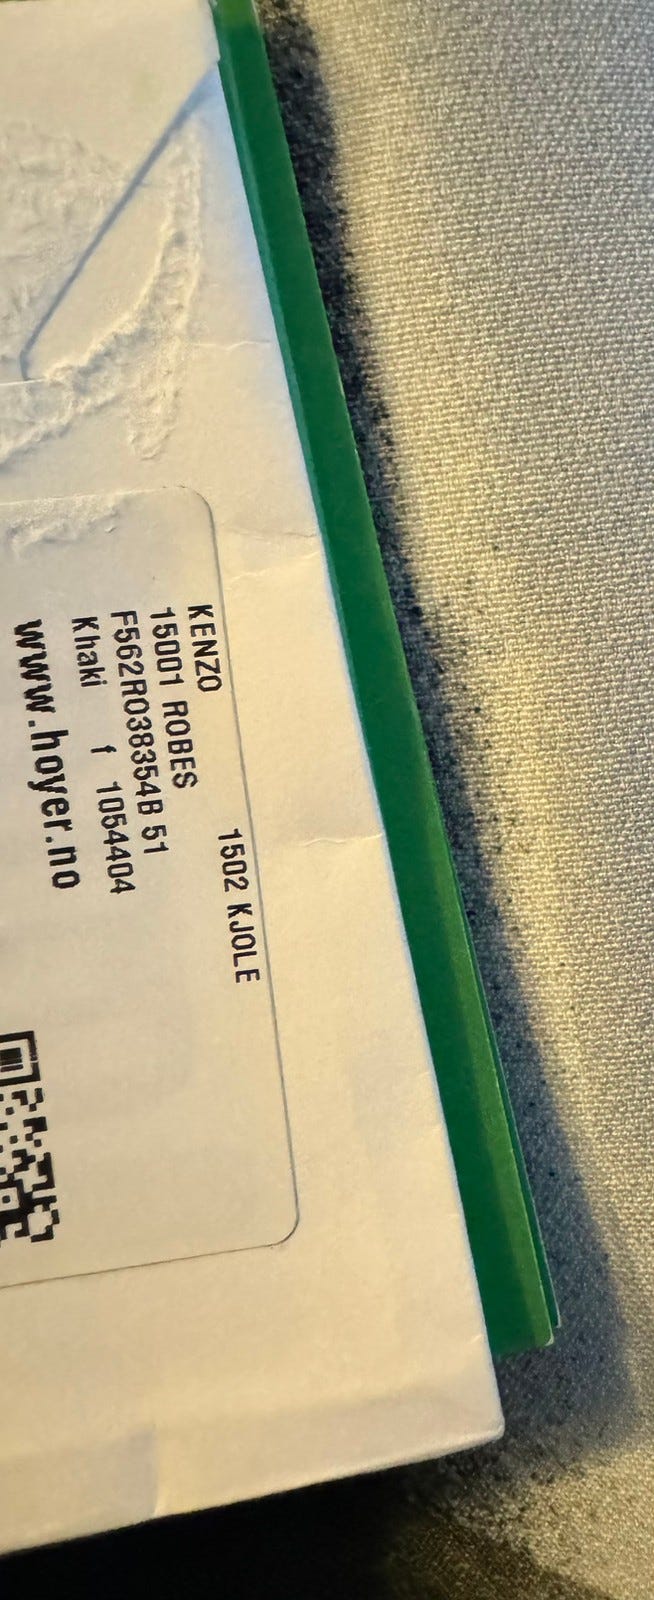 1502 KJOLE
KENZO
15001 ROBES
F562RO38354B 51
Khaki f 1054404
www.hoyer.no